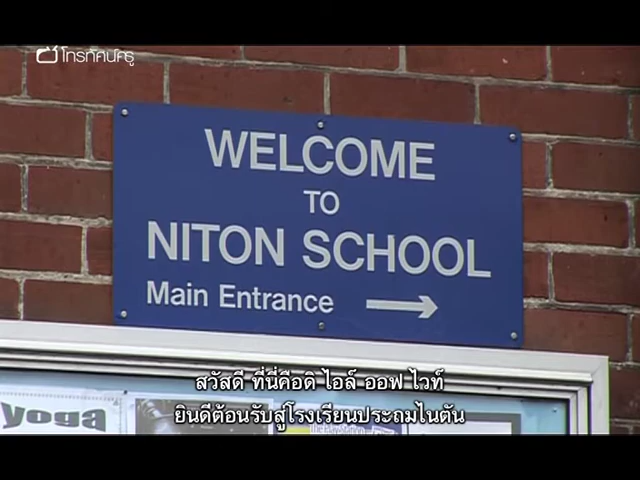 โทรทัศน์ครู
WELCOME
TO
NITON SCHOOL
Main Entrance
สวัสดี ที่นี่คือดิ ไอล์ ออฟ ไวท์
ยินดีต้อนรับสู่โรงเรียนประถมไนตัน
yoga